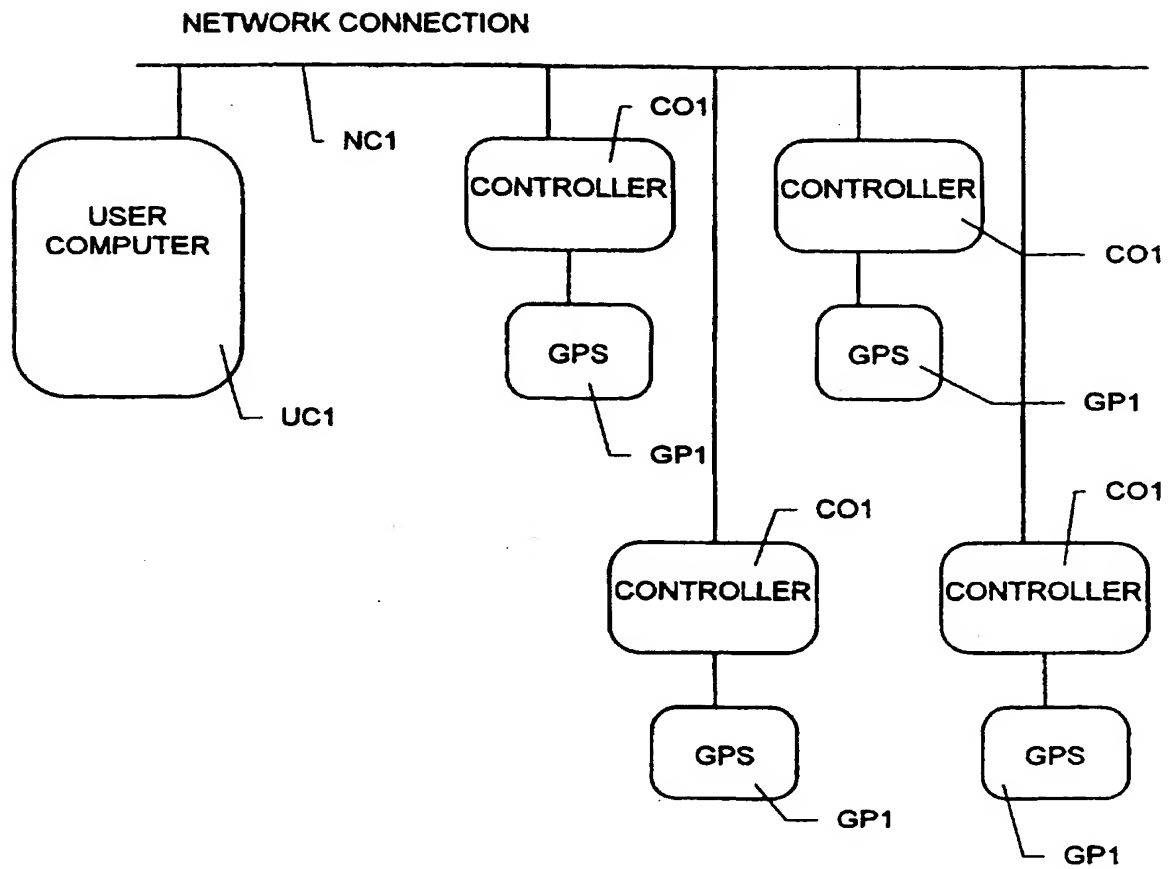 NETWORK CONNECTION
NC1
CO1
USER
COMPUTER
CONTROLLER
CONTROLLER
CO1
GPS
GPS
UC1
GP1
GP1
CO1
CO1
CONTROLLER
CONTROLLER
GPS
GPS
GP1
GP1